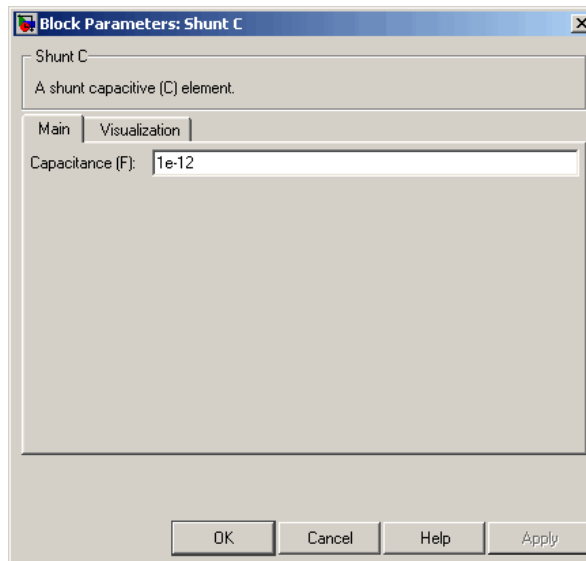 Block Parameters: Shunt C
Shunt C
A shunt capacitive (C) element.
Main Visualization
Capacitance (F): 1e-12
OK Cancel Help Apply